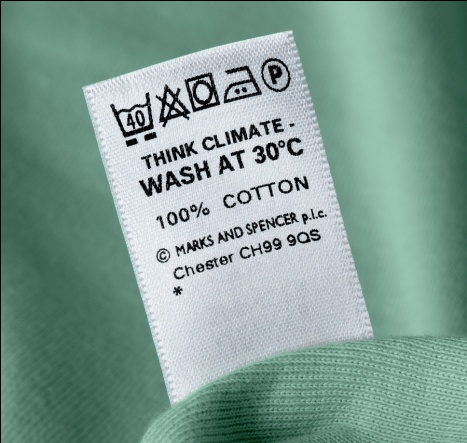 40 P
THINK CLIMATE -
WASH AT 30°C
100% COTTON
© MARKS AND SPENCER p.l.c.
Chester CH99 9QS
*